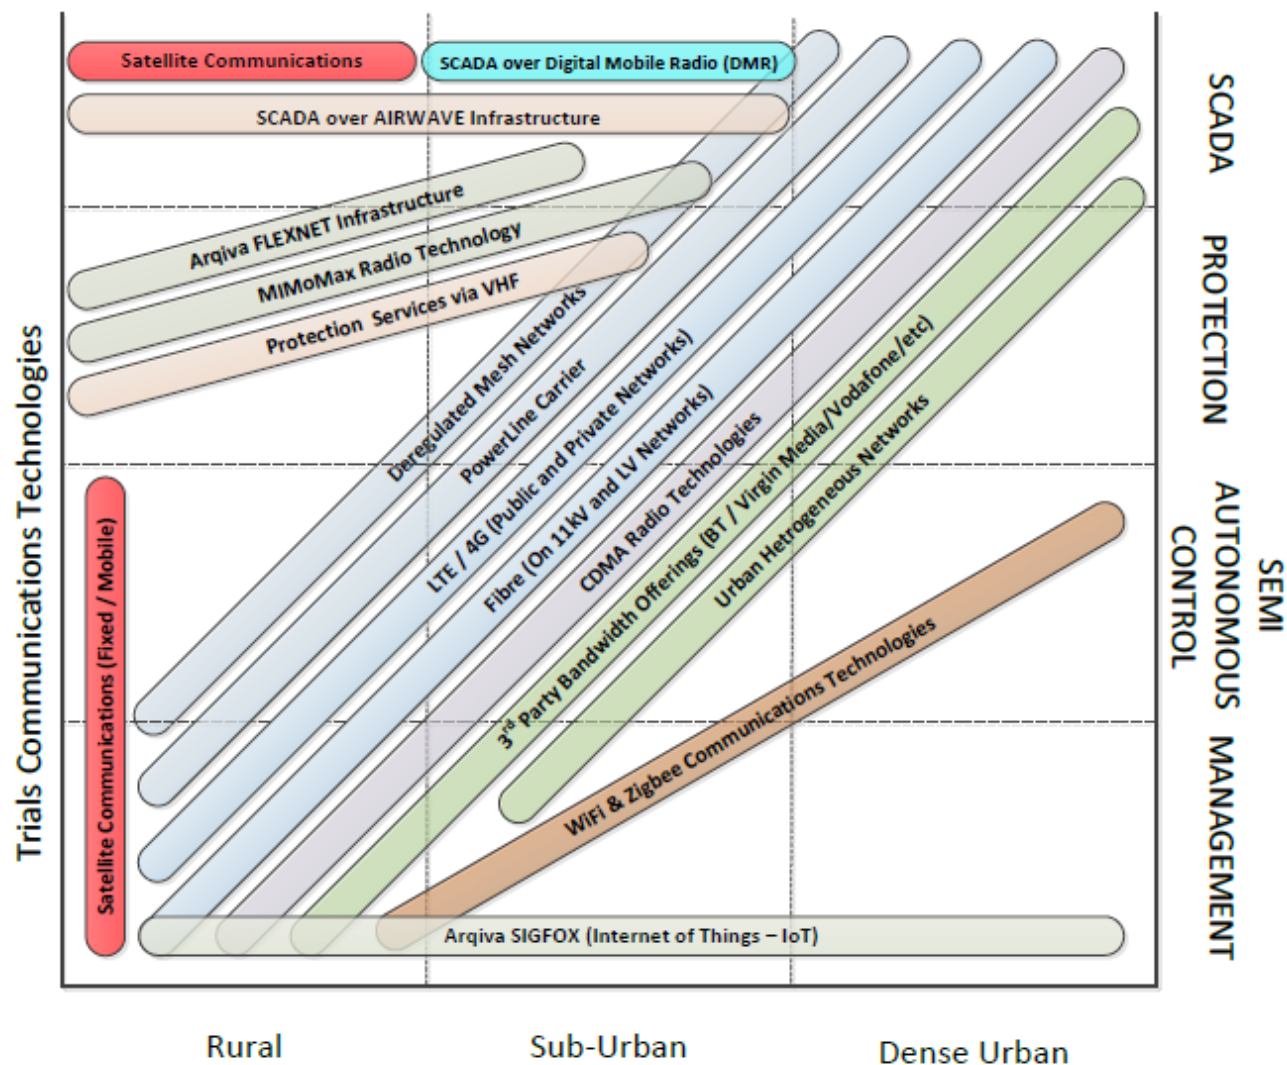 Satellite Communications
SCADA over Digital Mobile Radio (DMR)
SCADA over AIRWAVE Infrastructure
Arqiva FLEXNET Infrastructure
MIMoMax Radio Technology
Protection Services via VHF
Deregulated Mesh Networks
PowerLine Carrier
LTE / 4G (Public and Private Networks)
Fibre (On 11kV and LV Networks)
CDMA Radio Technologies
3rd Party Bandwidth Offerings (BT / Virgin Media/Vodafone/etc)
Urban Hetrogeneous Networks
WiFi & Zigbee Communications Technologies
Satellite Communications (Fixed / Mobile)
Arqiva SIGFOX (Internet of Things – IoT)
Trials Communications Technologies
SCADA
PROTECTION
SEMI
AUTONOMOUS
CONTROL
MANAGEMENT
Rural
Sub-Urban
Dense Urban